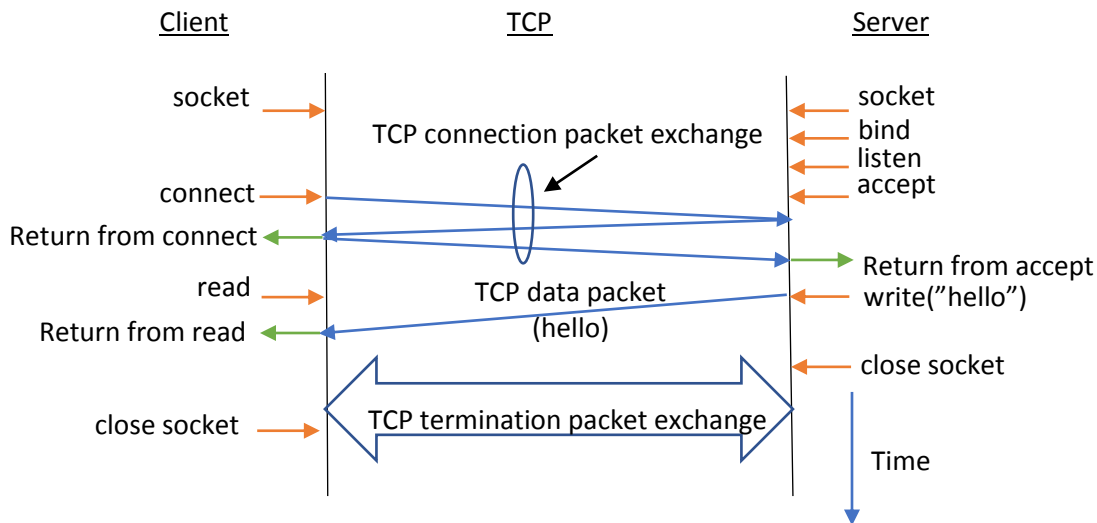 Client
TCP
Server
socket
socket
TCP connection packet exchange
bind
listen
connect
accept
Return from connect
Return from accept
read
TCP data packet
(hello)
write(”hello”)
Return from read
close socket
TCP termination packet exchange
close socket
Time